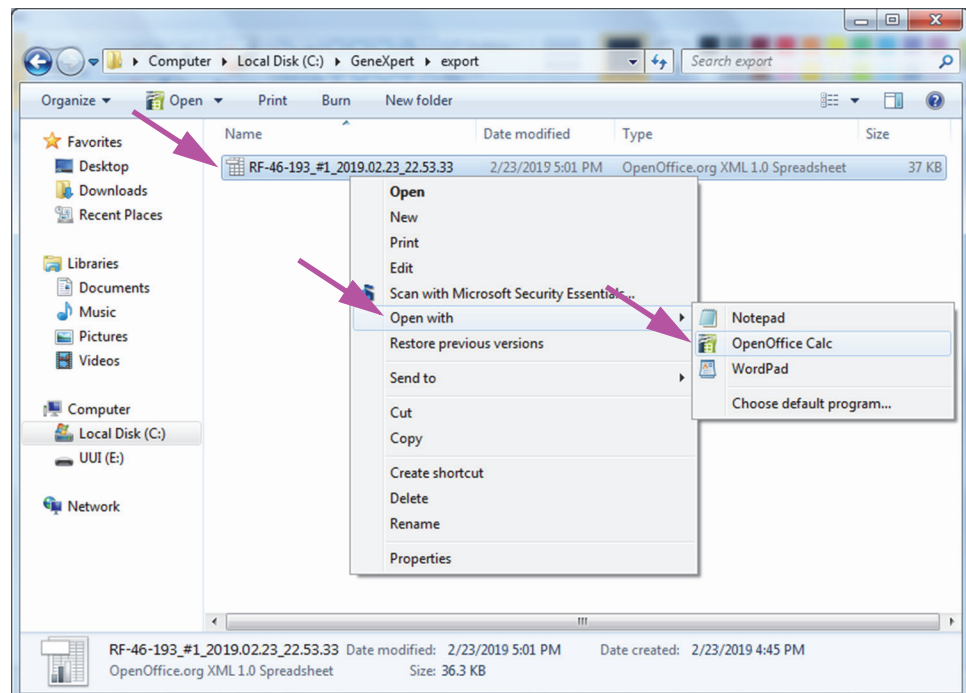 Computer ▸ Local Disk (C:) ▸ GeneXpert ▸ export
Search export
Organize
Open
Print
Burn
New folder
Name
Date modified
Type
Size
RF-46-193_#1_2019.02.23_22.53.33
2/23/2019 5:01 PM
OpenOffice.org XML 1.0 Spreadsheet
37 KB
Favorites
Desktop
Downloads
Recent Places
Libraries
Documents
Music
Pictures
Videos
Computer
Local Disk (C:)
UUI (E:)
Network
Open
New
Print
Edit
Scan with Microsoft Security Essentials...
Open with
Restore previous versions
Send to
Cut
Copy
Create shortcut
Delete
Rename
Properties
Notepad
OpenOffice Calc
WordPad
Choose default program...
RF-46-193_#1_2019.02.23_22.53.33 Date modified: 2/23/2019 5:01 PM Date created: 2/23/2019 4:45 PM
OpenOffice.org XML 1.0 Spreadsheet Size: 36.3 KB